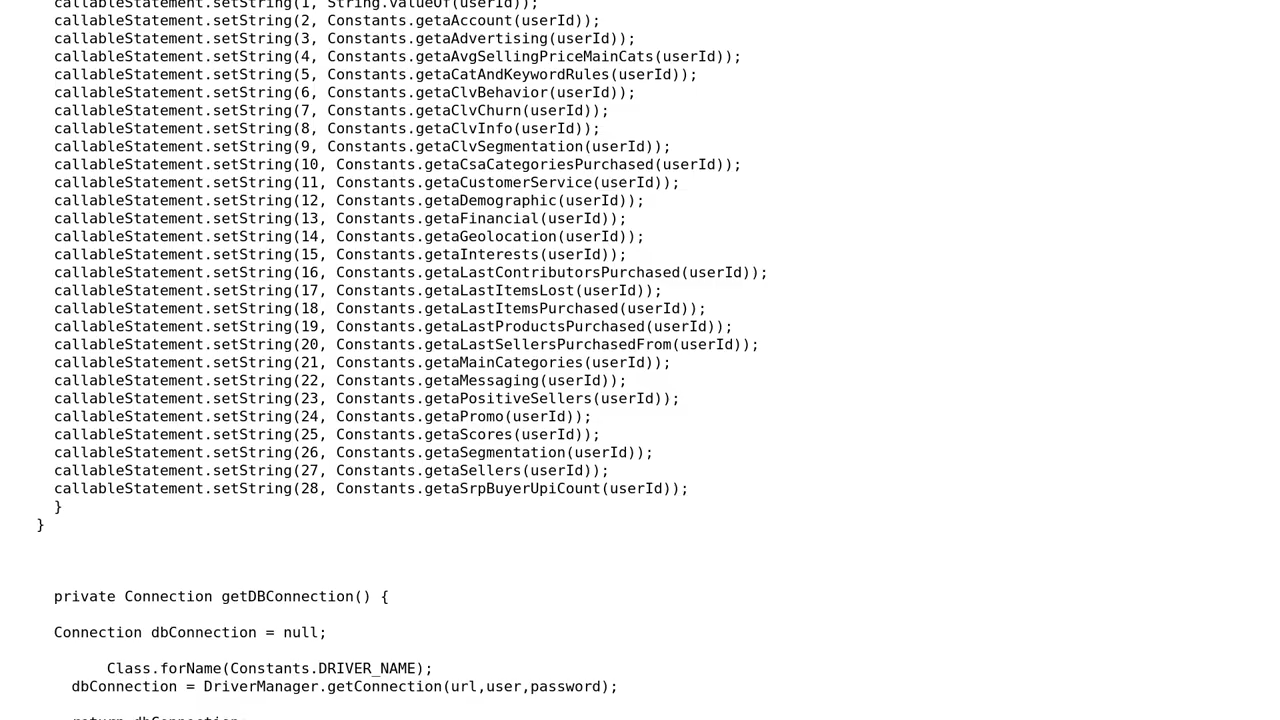 callableStatement.setString(1, String.valueOf(userId));
callableStatement.setString(2, Constants.getaAccount(userId));
callableStatement.setString(3, Constants.getaAdvertising(userId));
callableStatement.setString(4, Constants.getaAvgSellingPriceMainCats(userId));
callableStatement.setString(5, Constants.getaCatAndKeywordRules(userId));
callableStatement.setString(6, Constants.getaClvBehavior(userId));
callableStatement.setString(7, Constants.getaClvChurn(userId));
callableStatement.setString(8, Constants.getaClvInfo(userId));
callableStatement.setString(9, Constants.getaClvSegmentation(userId));
callableStatement.setString(10, Constants.getaCsaCategoriesPurchased(userId));
callableStatement.setString(11, Constants.getaCustomerService(userId));
callableStatement.setString(12, Constants.getaDemographic(userId));
callableStatement.setString(13, Constants.getaFinancial(userId));
callableStatement.setString(14, Constants.getaGeolocation(userId));
callableStatement.setString(15, Constants.getaInterests(userId));
callableStatement.setString(16, Constants.getaLastContributorsPurchased(userId));
callableStatement.setString(17, Constants.getaLastItemsLost(userId));
callableStatement.setString(18, Constants.getaLastItemsPurchased(userId));
callableStatement.setString(19, Constants.getaLastProductsPurchased(userId));
callableStatement.setString(20, Constants.getaLastSellersPurchasedFrom(userId));
callableStatement.setString(21, Constants.getaMainCategories(userId));
callableStatement.setString(22, Constants.getaMessaging(userId));
callableStatement.setString(23, Constants.getaPositiveSellers(userId));
callableStatement.setString(24, Constants.getaPromo(userId));
callableStatement.setString(25, Constants.getaScores(userId));
callableStatement.setString(26, Constants.getaSegmentation(userId));
callableStatement.setString(27, Constants.getaSellers(userId));
callableStatement.setString(28, Constants.getaSrpBuyerUpiCount(userId));
}
}
private Connection getDBConnection() {
Connection dbConnection = null;
Class.forName(Constants.DRIVER_NAME);
dbConnection = DriverManager.getConnection(url,user,password);
return dbConnection;